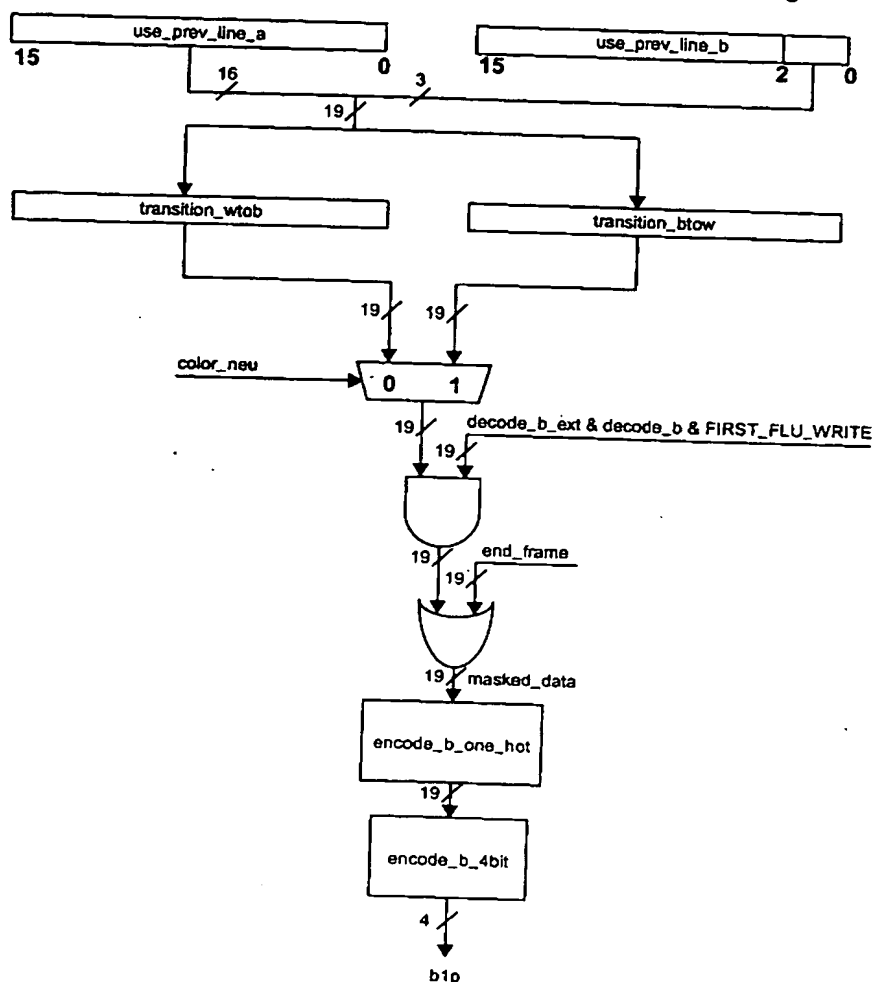 use_prev_line_a
use_prev_line_b
15
0
15
2
0
16
3
19
transition_wtob
transition_btow
19
19
color_neu
0
1
19
decode_b_ext & decode_b & FIRST_FLU_WRITE
19
19
end_frame
19
19
masked_data
encode_b_one_hot
19
encode_b_4bit
4
b1p